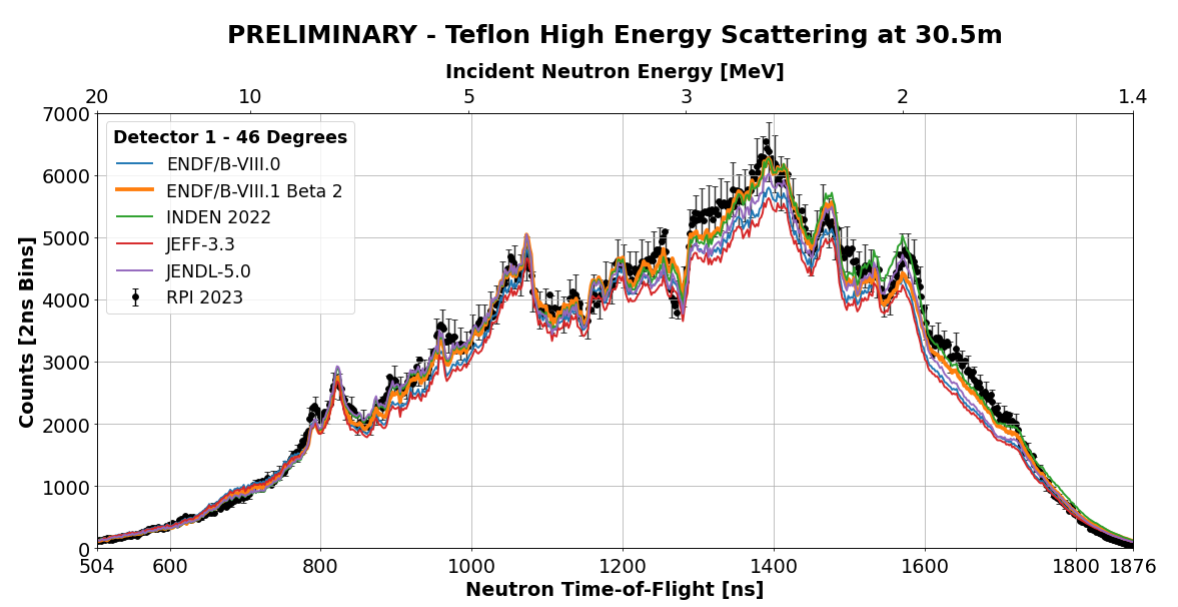 PRELIMINARY - Teflon High Energy Scattering at 30.5m
Incident Neutron Energy [MeV]
20 10 5 3 2 1.4
Counts [2ns Bins]
7000
6000
5000
4000
3000
2000
1000
0
Detector 1 - 46 Degrees
ENDF/B-VIII.0
ENDF/B-VIII.1 Beta 2
INDEN 2022
JEFF-3.3
JENDL-5.0
RPI 2023
504 600 800 1000 1200 1400 1600 1800 1876
Neutron Time-of-Flight [ns]